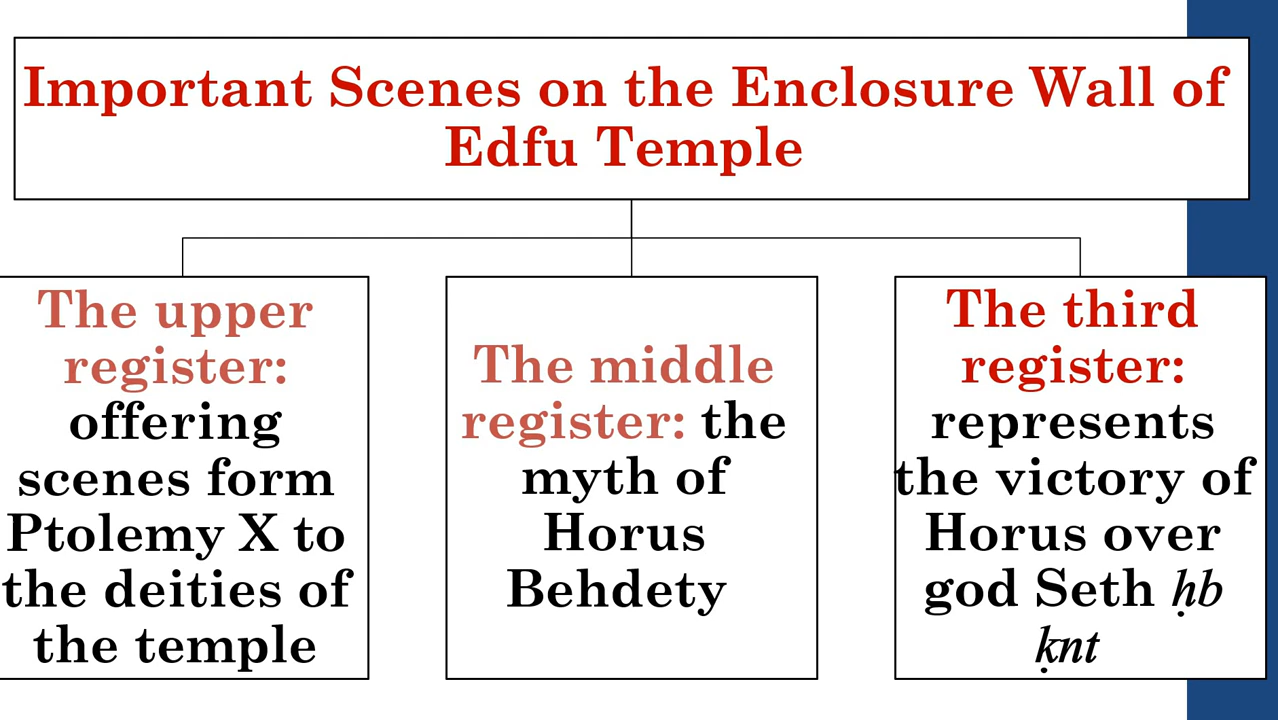 Important Scenes on the Enclosure Wall of
Edfu Temple
The upper
register:
offering
scenes form
Ptolemy X to
the deities of
the temple
The middle
register: the
myth of
Horus
Behdety
The third
register:
represents
the victory of
Horus over
god Seth ḥb
ḳnt